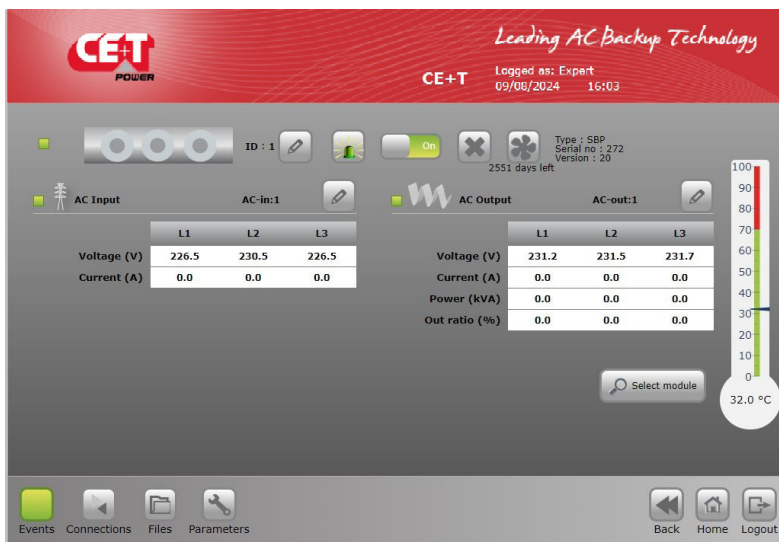 CE+T
POWER
Leading AC Backup Technology
CE+T
Logged as: Expert
09/08/2024 16:03
ID : 1
On
2551 days left
Type : SBP
Serial no : 272
Version : 20
AC Input AC-in:1
L1 L2 L3
Voltage (V) 226.5 230.5 226.5
Current (A) 0.0 0.0 0.0
AC Output AC-out:1
L1 L2 L3
Voltage (V) 231.2 231.5 231.7
Current (A) 0.0 0.0 0.0
Power (kVA) 0.0 0.0 0.0
Out ratio (%) 0.0 0.0 0.0
100
90
80
70
60
50
40
30
20
10
0
32.0 °C
Select module
Events Connections Files Parameters
Back Home Logout